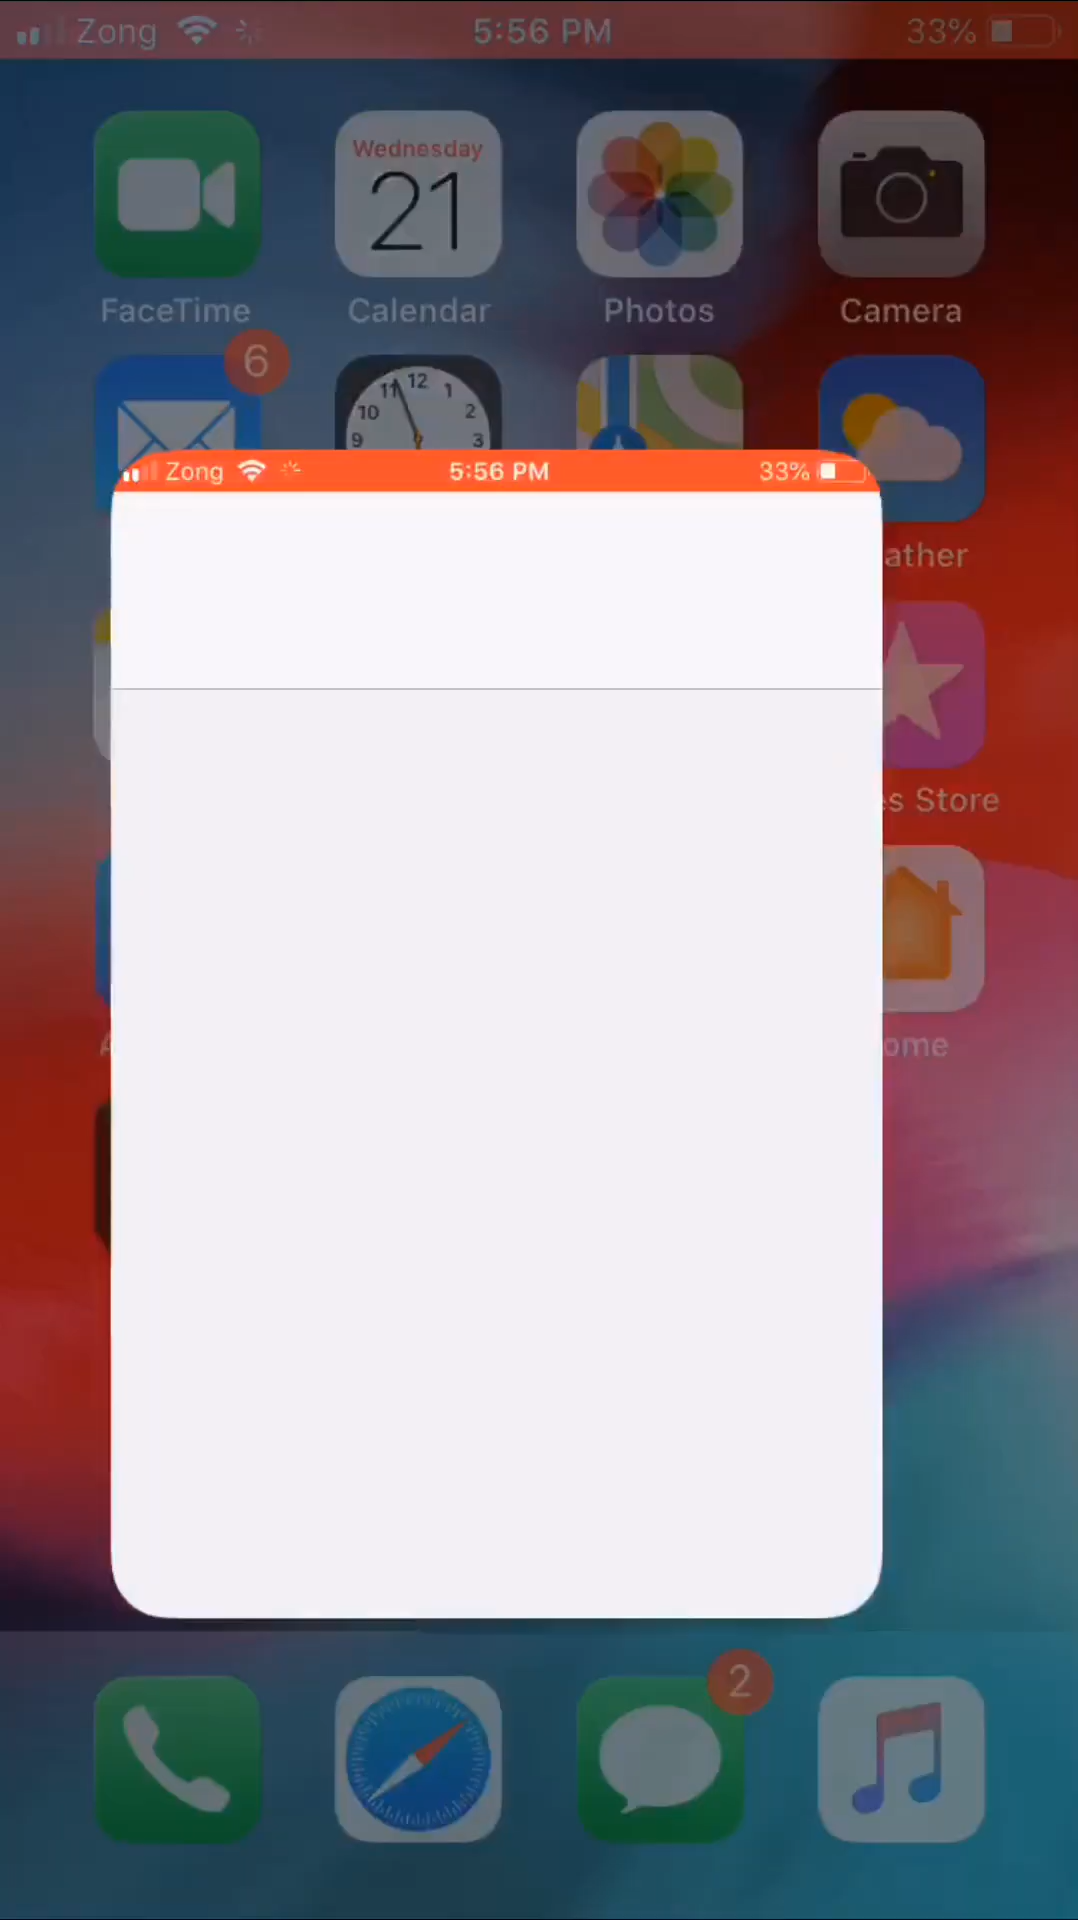 Zong 5:56 PM 33%
Wednesday
21
FaceTime Calendar Photos Camera
6
12
11 1
10 2
9 3
Zong 5:56 PM 33%
ather
es Store
A ome
2